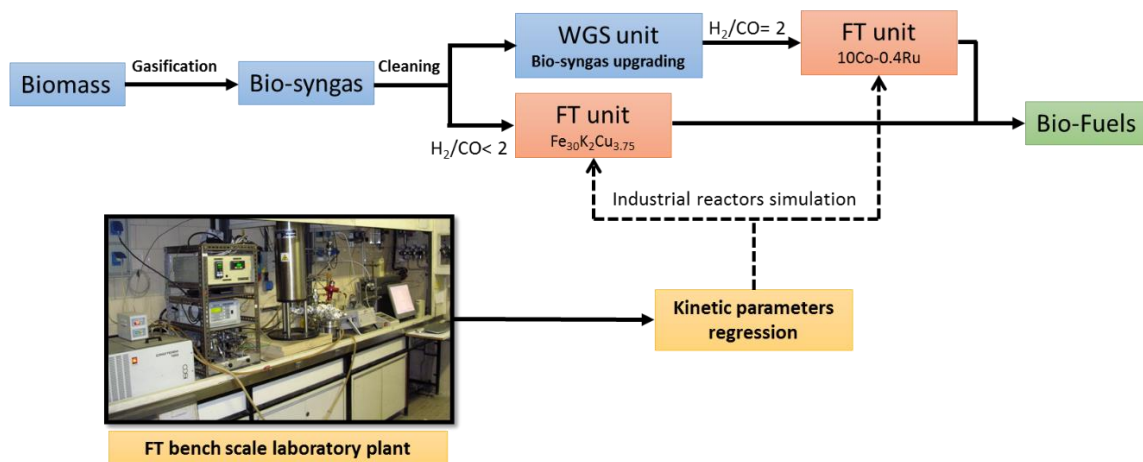 Biomass
Gasification
Bio-syngas
Cleaning
WGS unit
Bio-syngas upgrading
H₂/CO= 2
FT unit
10Co-0.4Ru
H₂/CO< 2
FT unit
Fe₃₀K₂Cu₃.₇₅
Bio-Fuels
Industrial reactors simulation
Kinetic parameters
regression
FT bench scale laboratory plant